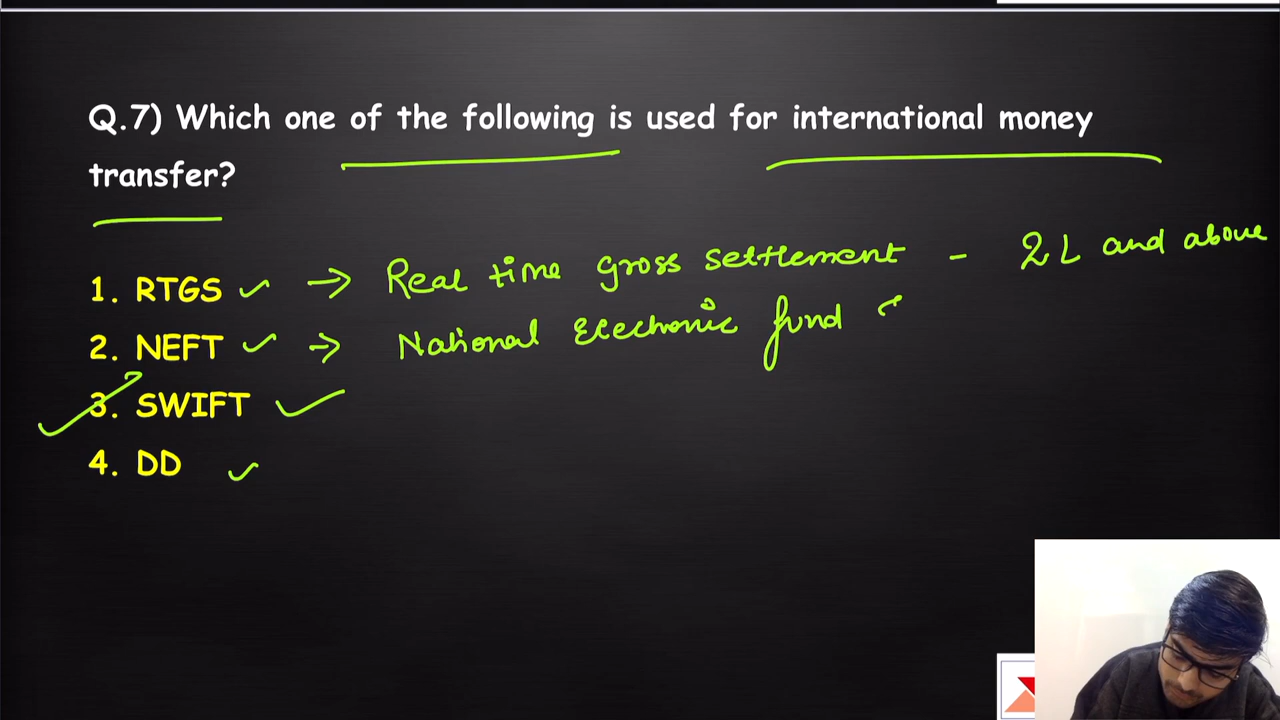 Q.7) Which one of the following is used for international money
transfer?
1. RTGS → Real time gross settlement - 2L and above
2. NEFT → National Electronic fund
3. SWIFT
4. DD